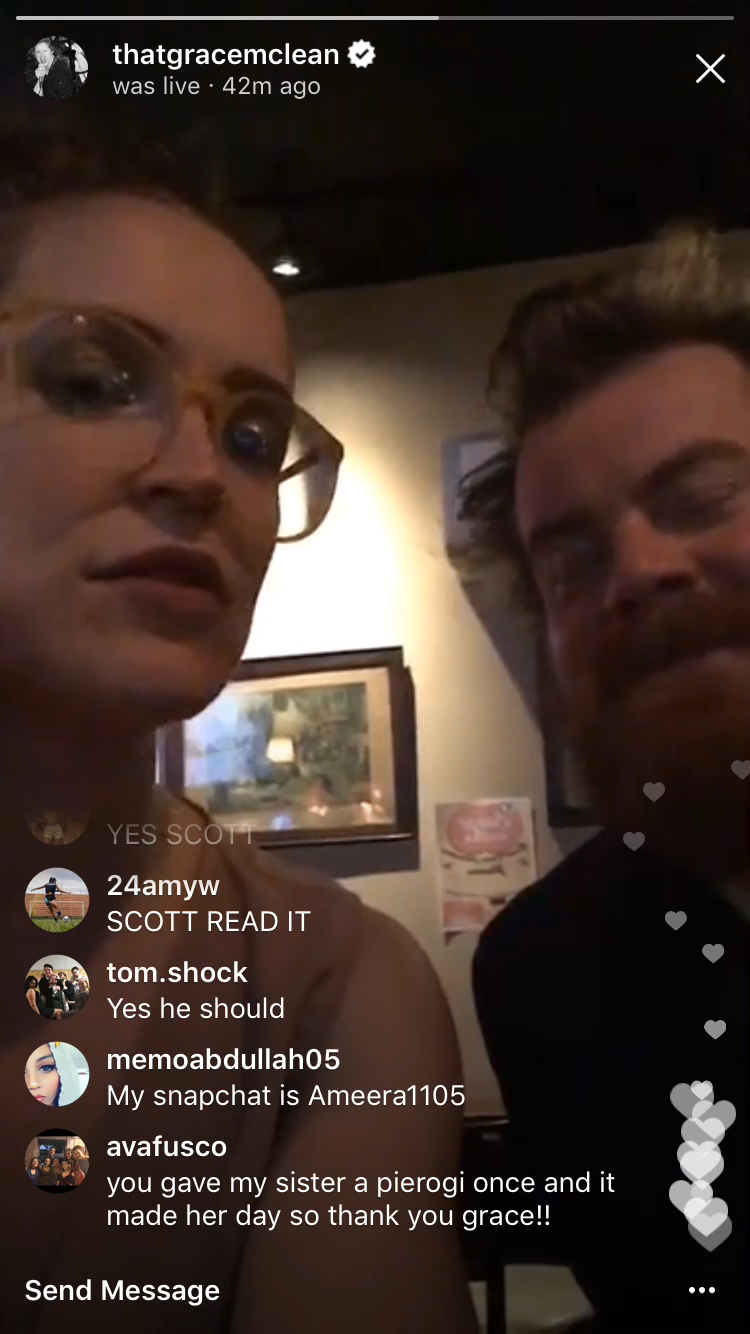 thatgracemclean
was live · 42m ago
YES SCOTT
24amyw
SCOTT READ IT
tom.shock
Yes he should
memoabdullah05
My snapchat is Ameera1105
avafusco
you gave my sister a pierogi once and it
made her day so thank you grace!!
Send Message